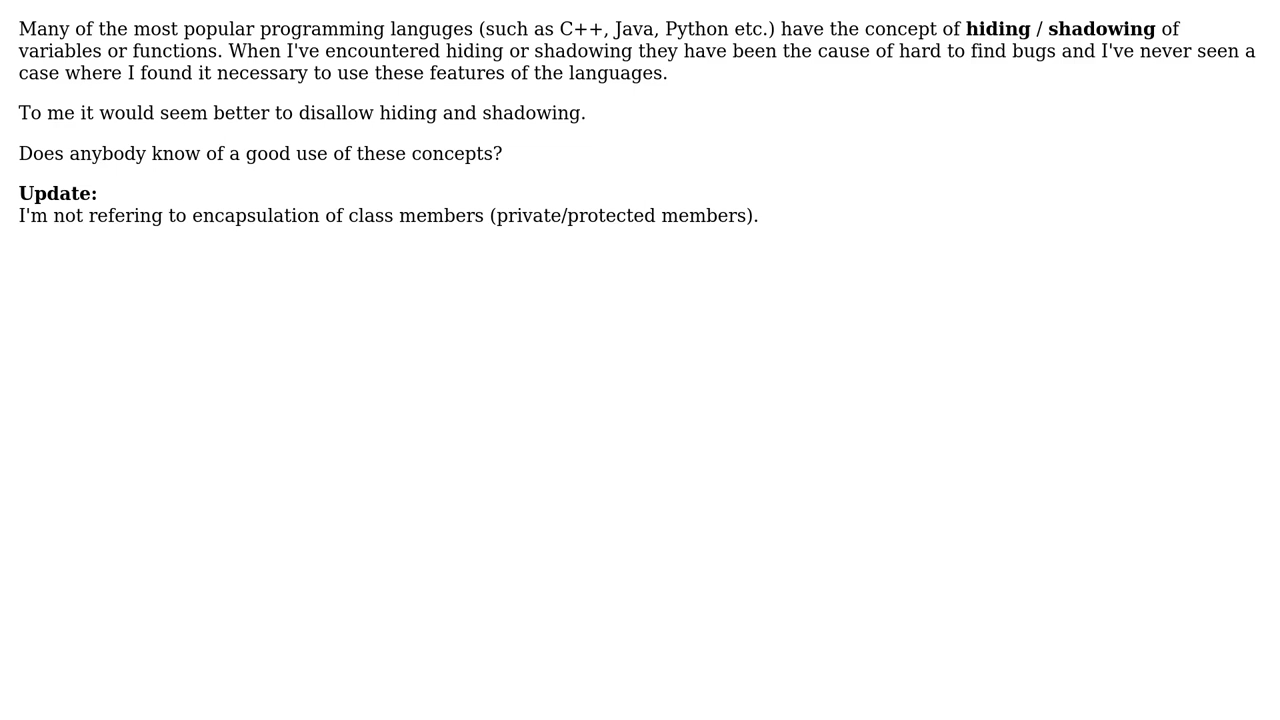 Many of the most popular programming languges (such as C++, Java, Python etc.) have the concept of hiding / shadowing of
variables or functions. When I've encountered hiding or shadowing they have been the cause of hard to find bugs and I've never seen a
case where I found it necessary to use these features of the languages.
To me it would seem better to disallow hiding and shadowing.
Does anybody know of a good use of these concepts?
Update:
I'm not refering to encapsulation of class members (private/protected members).